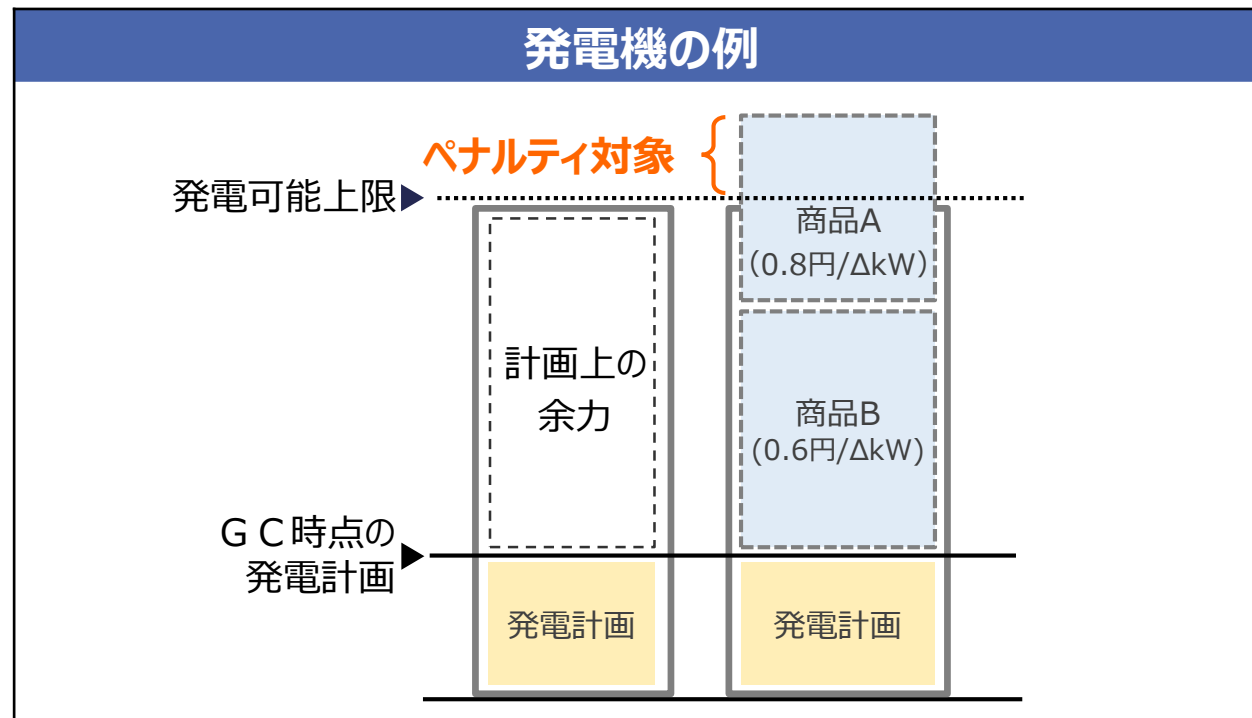 発電機の例
ペナルティ対象
発電可能上限
商品A
(0.8円/ΔkW)
計画上の
余力
商品B
(0.6円/ΔkW)
ＧＣ時点の
発電計画
発電計画
発電計画